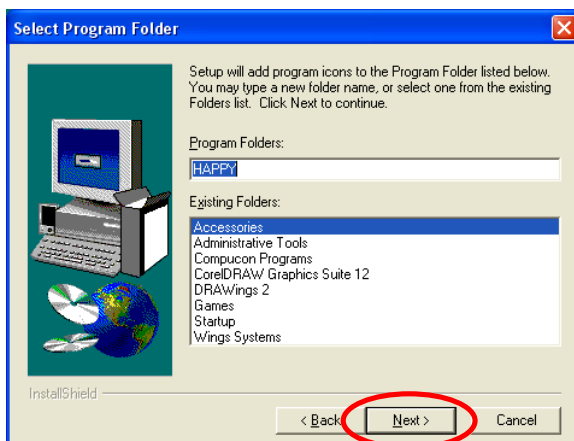 Select Program Folder
Setup will add program icons to the Program Folder listed below.
You may type a new folder name, or select one from the existing
Folders list. Click Next to continue.
Program Folders:
HAPPY
Existing Folders:
Accessories
Administrative Tools
Compucon Programs
CorelDRAW Graphics Suite 12
DRAWings 2
Games
Startup
Wings Systems
InstallShield
< Back Next > Cancel